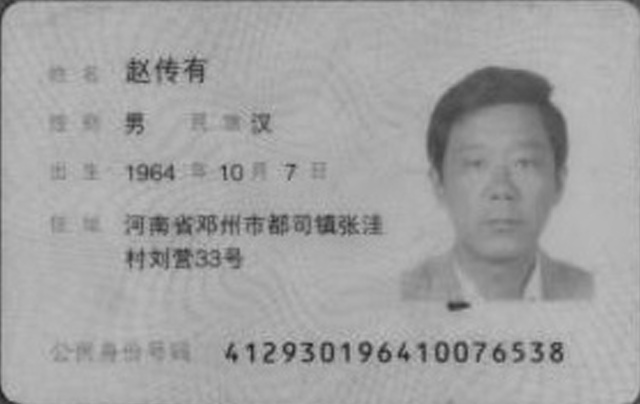 姓名 赵传有
性别 男 民族 汉
出生 1964 年 10 月 7 日
住址 河南省邓州市都司镇张洼
村刘营33号
公民身份号码 412930196410076538